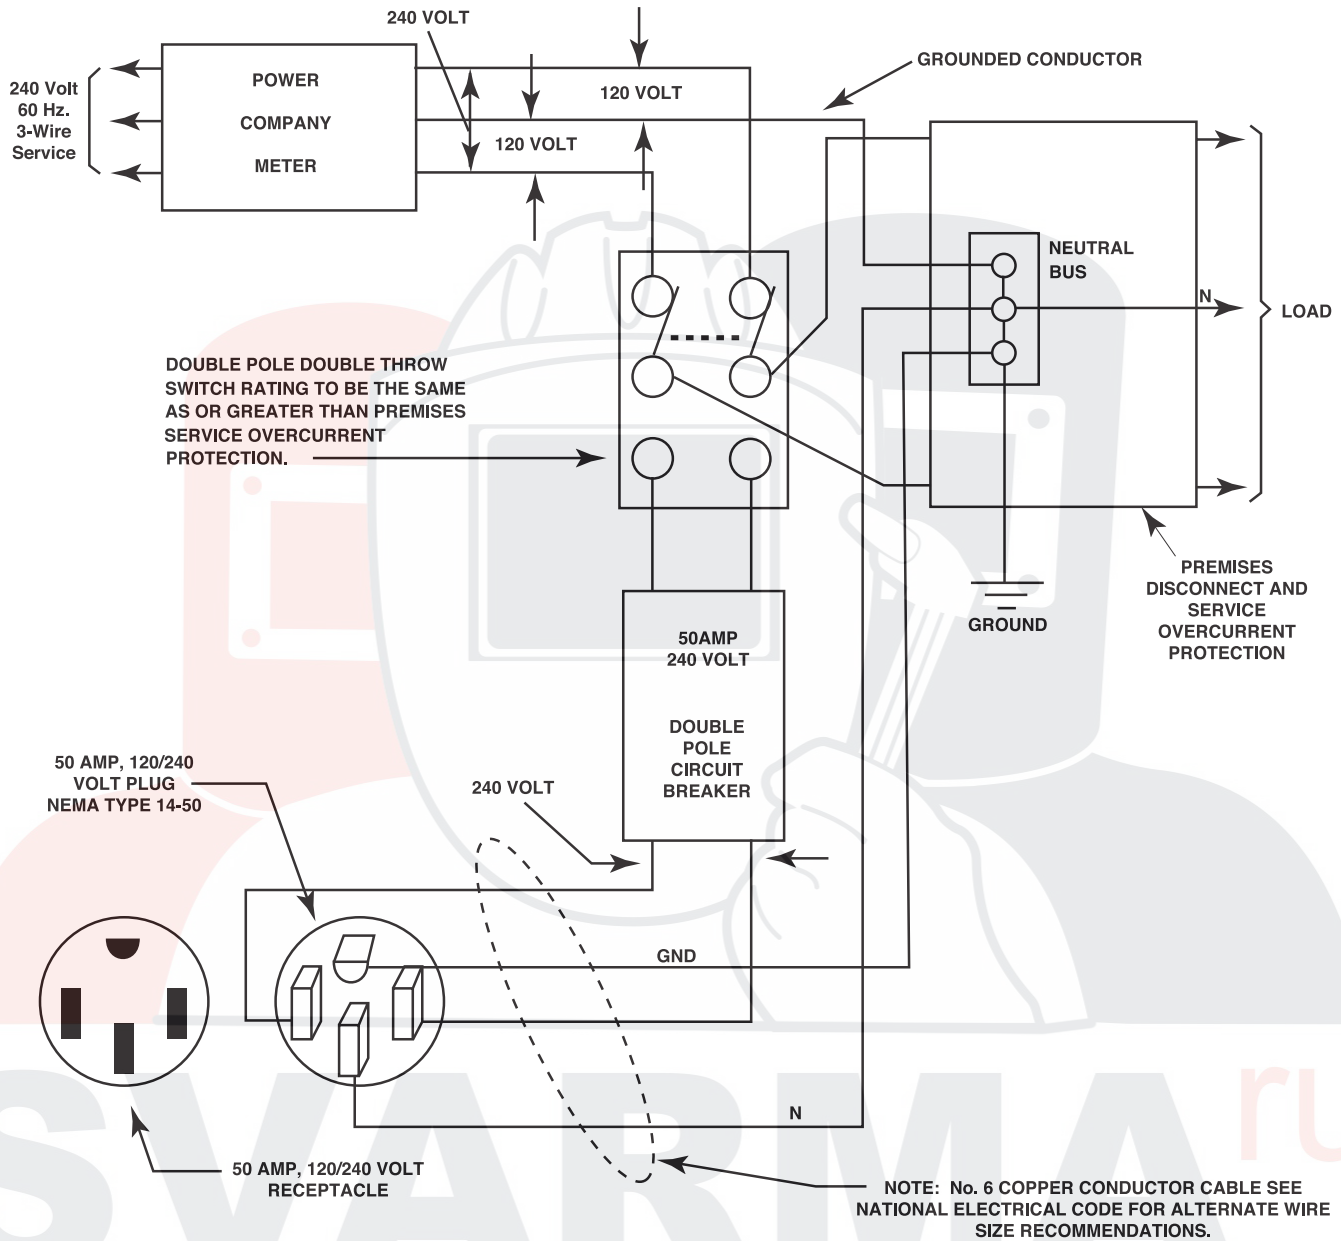 240 VOLT
GROUNDED CONDUCTOR
240 Volt
60 Hz.
3-Wire
Service
POWER
COMPANY
METER
120 VOLT
120 VOLT
NEUTRAL
BUS
N
LOAD
DOUBLE POLE DOUBLE THROW
SWITCH RATING TO BE THE SAME
AS OR GREATER THAN PREMISES
SERVICE OVERCURRENT
PROTECTION.
GROUND
PREMISES
DISCONNECT AND
SERVICE
OVERCURRENT
PROTECTION
50AMP
240 VOLT
DOUBLE
POLE
CIRCUIT
BREAKER
50 AMP, 120/240
VOLT PLUG
NEMA TYPE 14-50
240 VOLT
GND
N
50 AMP, 120/240 VOLT
RECEPTACLE
NOTE: No. 6 COPPER CONDUCTOR CABLE SEE
NATIONAL ELECTRICAL CODE FOR ALTERNATE WIRE
SIZE RECOMMENDATIONS.
SVARMA
ru